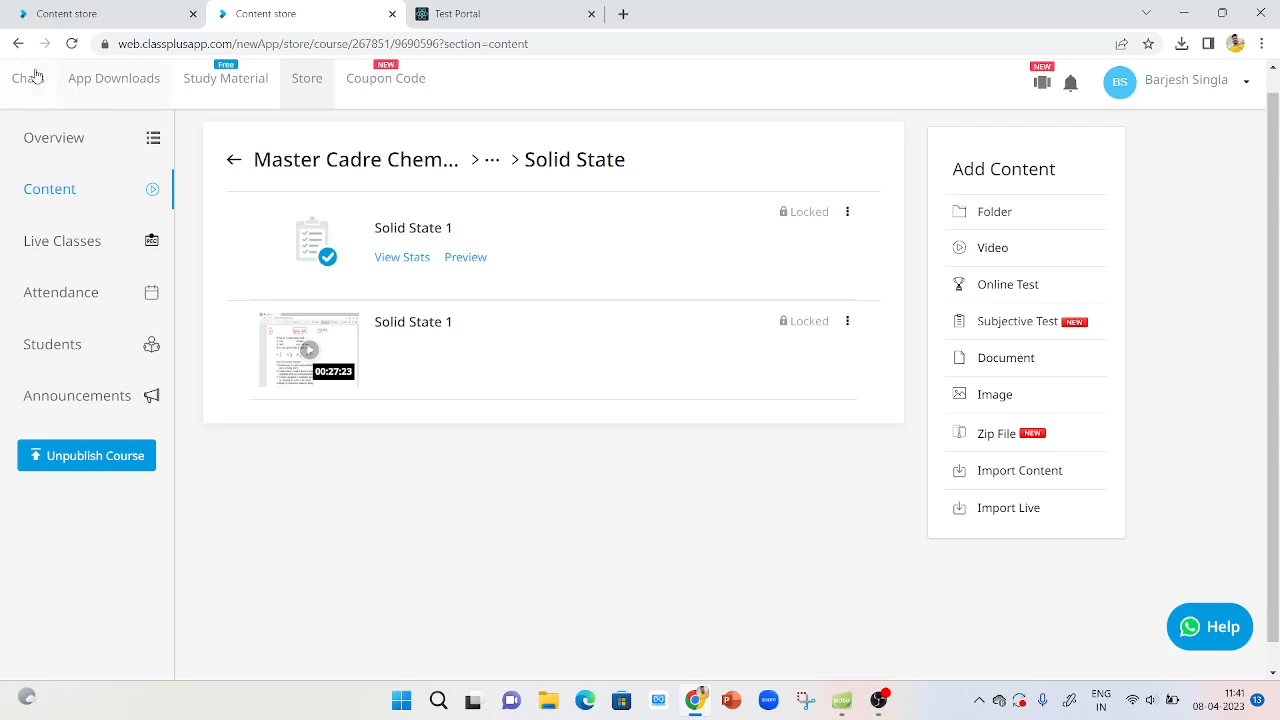 Content store
Content store
Test Portal
web.classplusapp.com/newApp/store/course/267851/9690596?section=content
App Downloads
Free
Study Material
Store
NEW
Coupon Code
NEW
BS
Barjesh Singla
Overview
Content
Live Classes
Attendance
Students
Announcements
Unpublish Course
Master Cadre Chem... > ... > Solid State
Solid State 1
Locked
View Stats Preview
Solid State 1
Locked
00:27:23
Add Content
Folder
Video
Online Test
Subjective Test NEW
Document
Image
Zip File NEW
Import Content
Import Live
Help
zoom
ENG
IN
11:41
08-04-2023
13